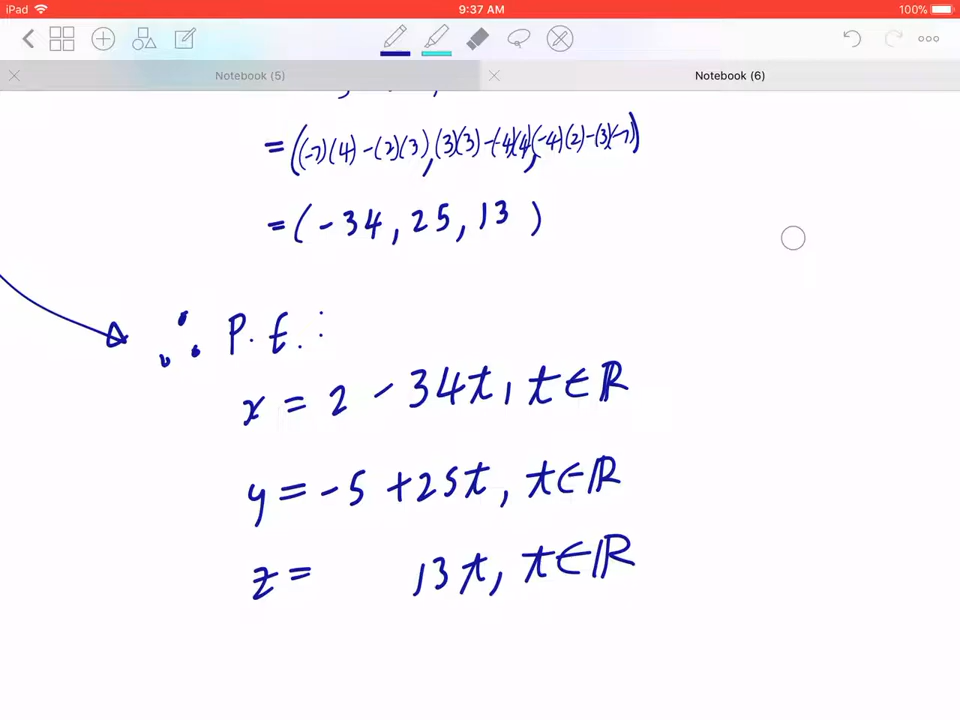 iPad 9:37 AM 100%
Notebook (5) Notebook (6)
= ((-7)(4) - (2)(3), (3)(3) - (-4)(4), (-4)(2) - (3)(-7))
= (-34, 25, 13)
∴ P.E.:
x = 2 - 34t, t∈ℝ
y = -5 + 25t, t∈ℝ
z = 13t, t∈ℝ